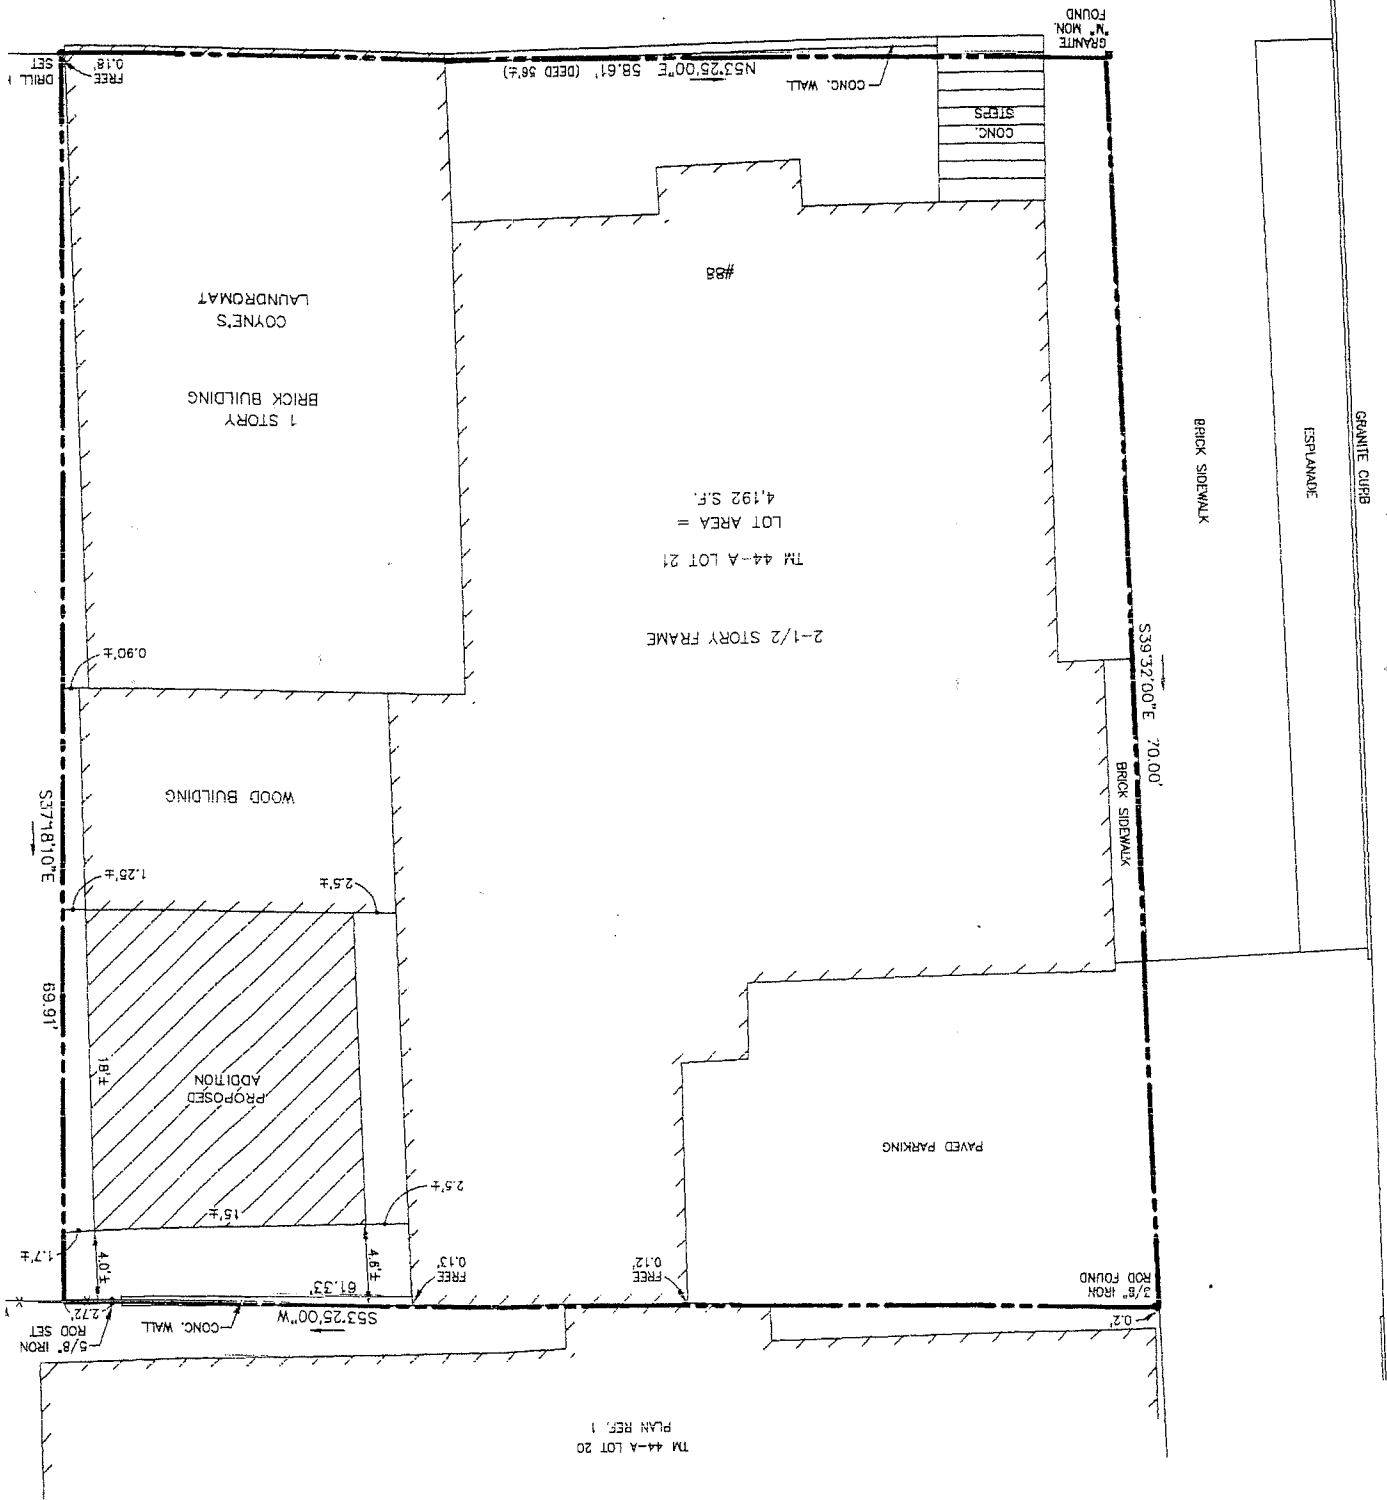 TM 44-A LOT 20
PLAN REF. 1
5/8" IRON
ROD SET
2.72'
CONC. WALL
S53°25'00"W
61.33'
FREE
0.13'
FREE
0.12'
0.2'
3/8" IRON
ROD FOUND
1.7'±
4.0'±
4.6'±
15'±
2.5'±
PAVED PARKING
PROPOSED
ADDITION
18'±
1.25'±
2.5'±
69.91'
S37°18'10"E
WOOD BUILDING
0.90'±
BRICK SIDEWALK
S39°32'00"E 70.00'
2-1/2 STORY FRAME
TM 44-A LOT 21
LOT AREA =
4,192 S.F.
1 STORY
BRICK BUILDING
COYNE'S
LAUNDROMAT
BRICK SIDEWALK
ESPLANADE
GRANITE CURB
#88
CONC.
STEPS
CONC. WALL
N53°25'00"E 58.61' (DEED 56'±)
FREE
0.18'
DRILL
SET
GRANITE
"N" MON.
FOUND